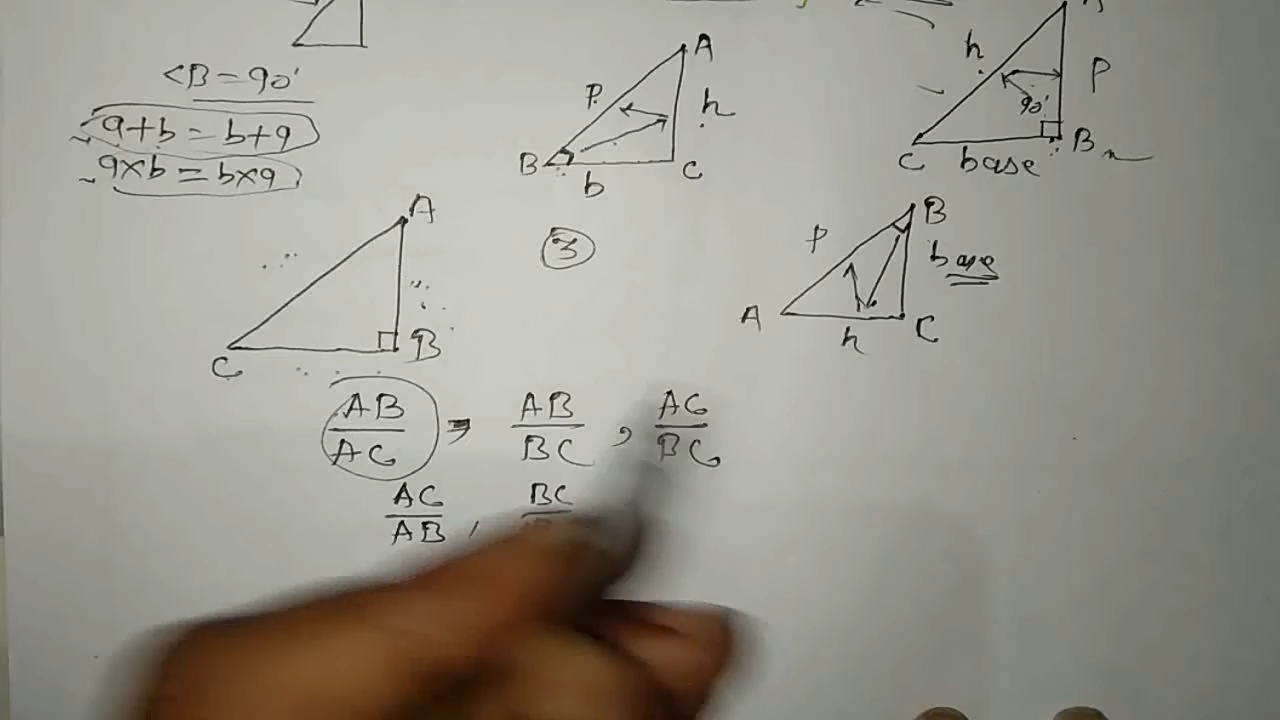 <B = 90'
a+b = b+a
a×b = b×a
A
P
h
B
b
C
h
P
90'
C
base
B
A
C
B
3
B
P
base
A
h
C
AB/AC , AB/BC , AC/BC
AC/AB , BC